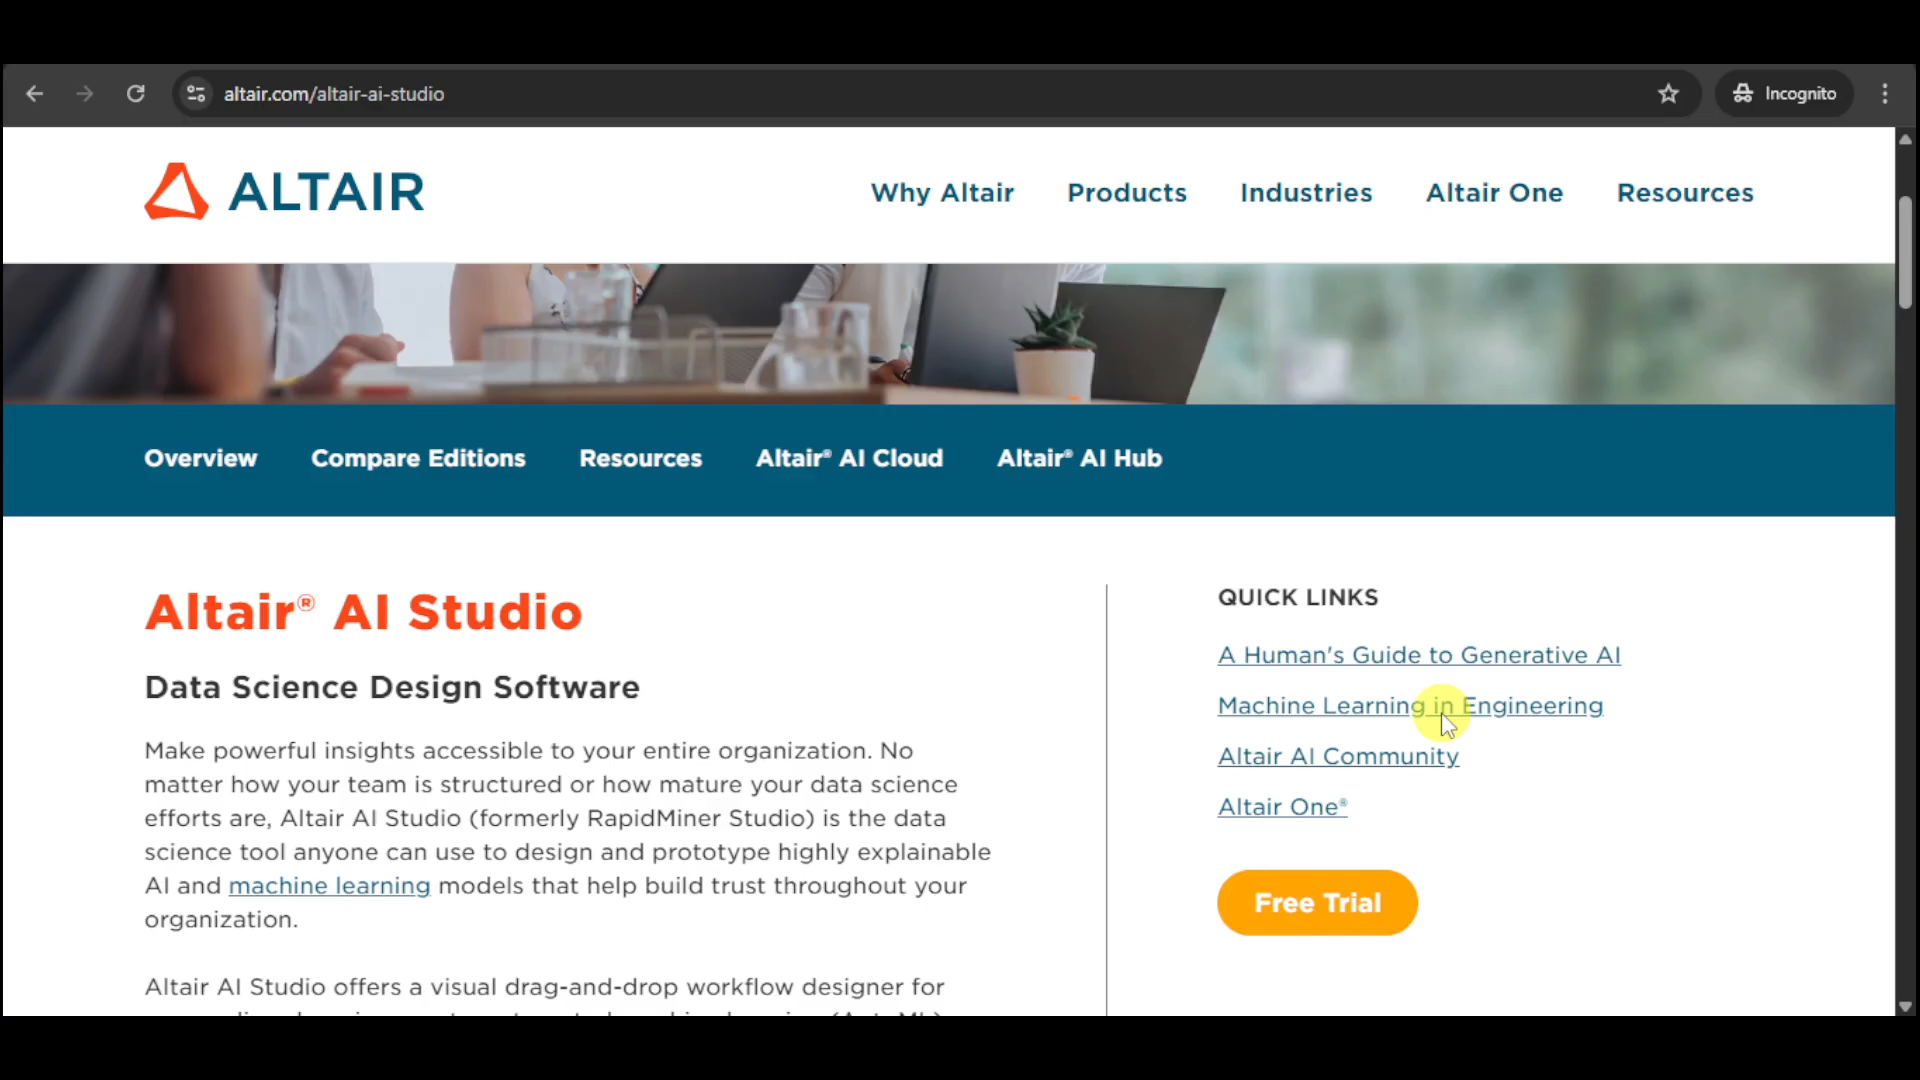 altair.com/altair-ai-studio
Incognito
ALTAIR
Why Altair
Products
Industries
Altair One
Resources
Overview
Compare Editions
Resources
Altair® AI Cloud
Altair® AI Hub
Altair® AI Studio
Data Science Design Software
Make powerful insights accessible to your entire organization. No
matter how your team is structured or how mature your data science
efforts are, Altair AI Studio (formerly RapidMiner Studio) is the data
science tool anyone can use to design and prototype highly explainable
AI and machine learning models that help build trust throughout your
organization.
Altair AI Studio offers a visual drag-and-drop workflow designer for
QUICK LINKS
A Human's Guide to Generative AI
Machine Learning in Engineering
Altair AI Community
Altair One®
Free Trial